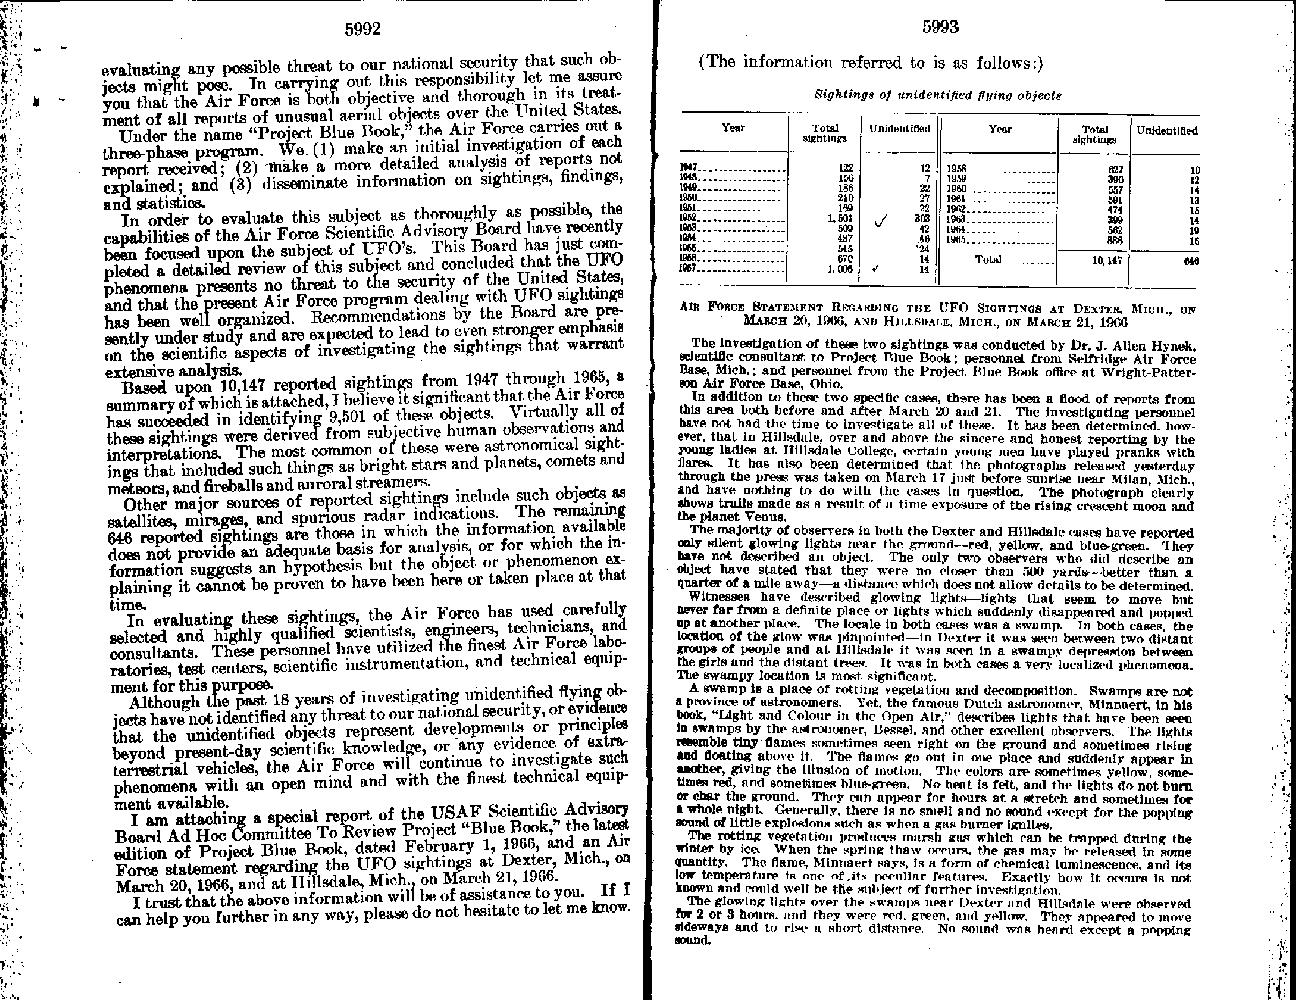 5992
evaluating any possible threat to our national security that such ob-
jects might pose. In carrying out this responsibility let me assure
you that the Air Force is both objective and thorough in its treat-
ment of all reports of unusual aerial objects over the United States.
Under the name "Project Blue Book," the Air Force carries out a
three-phase program. We (1) make an initial investigation of each
report received; (2) make a more detailed analysis of reports not
explained; and (3) disseminate information on sightings, findings,
and statistics.
In order to evaluate this subject as thoroughly as possible, the
capabilities of the Air Force Scientific Advisory Board have recently
been focused upon the subject of UFO's. This Board has just com-
pleted a detailed review of this subject and concluded that the UFO
phenomena presents no threat to the security of the United States,
and that the present Air Force program dealing with UFO sightings
has been well organized. Recommendations by the Board are pre-
sently under study and are expected to lead to even stronger emphasis
on the scientific aspects of investigating the sightings that warrant
extensive analysis.
Based upon 10,147 reported sightings from 1947 through 1965, a
summary of which is attached, I believe it significant that the Air Force
has succeeded in identifying 9,501 of these objects. Virtually all of
these sightings were derived from subjective human observations and
interpretations. The most common of these were astronomical sight-
ings that included such things as bright stars and planets, comets and
meteors, and fireballs and auroral streamers.
Other major sources of reported sightings include such objects as
satellites, mirages, and spurious radar indications. The remaining
646 reported sightings are those in which the information available
does not provide an adequate basis for analysis, or for which the in-
formation suggests an hypothesis but the object or phenomenon ex-
plaining it cannot be proven to have been here or taken place at that
time.
In evaluating these sightings, the Air Force has used carefully
selected and highly qualified scientists, engineers, technicians, and
consultants. These personnel have utilized the finest Air Force labo-
ratories, test centers, scientific instrumentation, and technical equip-
ment for this purpose.
Although the past 18 years of investigating unidentified flying ob-
jects have not identified any threat to our national security, or evidence
that the unidentified objects represent developments or principles
beyond present-day scientific knowledge, or any evidence of extra-
terrestrial vehicles, the Air Force will continue to investigate such
phenomena with an open mind and with the finest technical equip-
ment available.
I am attaching a special report of the USAF Scientific Advisory
Board Ad Hoc Committee To Review Project "Blue Book," the latest
edition of Project Blue Book, dated February 1, 1966, and an Air
Force statement regarding the UFO sightings at Dexter, Mich., on
March 20, 1966, and at Hillsdale, Mich., on March 21, 1966.
I trust that the above information will be of assistance to you. If I
can help you further in any way, please do not hesitate to let me know.
5993
(The information referred to is as follows:)
Sightings of unidentified flying objects
Year Total sightings Unidentified Year Total sightings Unidentified
1947 122 12 1958 627 10
1948 156 7 1959 390 12
1949 186 22 1960 557 14
1950 210 27 1961 591 13
1951 169 22 1962 474 15
1952 1,501 303 1963 399 14
1953 509 42 1964 562 19
1954 487 46 1965 886 16
1955 545 24
1956 670 14 Total 10,147 646
1957 1,006 14
AIR FORCE STATEMENT REGARDING THE UFO SIGHTINGS AT DEXTER, MICH., ON
MARCH 20, 1966, AND HILLSDALE, MICH., ON MARCH 21, 1966
The investigation of these two sightings was conducted by Dr. J. Allen Hynek,
scientific consultant to Project Blue Book; personnel from Selfridge Air Force
Base, Mich.; and personnel from the Project Blue Book office at Wright-Patter-
son Air Force Base, Ohio.
In addition to these two specific cases, there has been a flood of reports from
this area both before and after March 20 and 21. The investigating personnel
have not had the time to investigate all of these. It has been determined, how-
ever, that in Hillsdale, over and above the sincere and honest reporting by the
young ladies at Hillsdale College, certain young men have played pranks with
flares. It has also been determined that the photographs released yesterday
through the press was taken on March 17 just before sunrise near Milan, Mich.,
and have nothing to do with the cases in question. The photograph clearly
shows trails made as a result of a time exposure of the rising crescent moon and
the planet Venus.
The majority of observers in both the Dexter and Hillsdale cases have reported
only silent glowing lights near the ground—red, yellow, and blue-green. They
have not described an object. The only two observers who did describe an
object have stated that they were no closer than 500 yards—better than a
quarter of a mile away—a distance which does not allow details to be determined.
Witnesses have described glowing lights—lights that seem to move but
never far from a definite place or lights which suddenly disappeared and popped
up at another place. The locale in both cases was a swamp. In both cases, the
location of the glow was pinpointed—in Dexter it was seen between two distant
groups of people and at Hillsdale it was seen in a swampy depression between
the girls and the distant trees. It was in both cases a very localized phenomena.
The swampy location is most significant.
A swamp is a place of rotting vegetation and decomposition. Swamps are not
a province of astronomers. Yet, the famous Dutch astronomer, Minnaert, in his
book, "Light and Colour in the Open Air," describes lights that have been seen
in swamps by the astronomer, Bessel, and other excellent observers. The lights
resemble tiny flames sometimes seen right on the ground and sometimes rising
and floating above it. The flames go out in one place and suddenly appear in
another, giving the illusion of motion. The colors are sometimes yellow, some-
times red, and sometimes blue-green. No heat is felt, and the lights do not burn
or char the ground. They can appear for hours at a stretch and sometimes for
a whole night. Generally, there is no smell and no sound except for the popping
sound of little explosions such as when a gas burner ignites.
The rotting vegetation produces marsh gas which can be trapped during the
winter by ice. When the spring thaw occurs, the gas may be released in some
quantity. The flame, Minnaert says, is a form of chemical luminescence, and its
low temperature is one of its peculiar features. Exactly how it occurs is not
known and could well be the subject of further investigation.
The glowing lights over the swamps near Dexter and Hillsdale were observed
for 2 or 3 hours, and they were red, green, and yellow. They appeared to move
sideways and to rise a short distance. No sound was heard except a popping
sound.